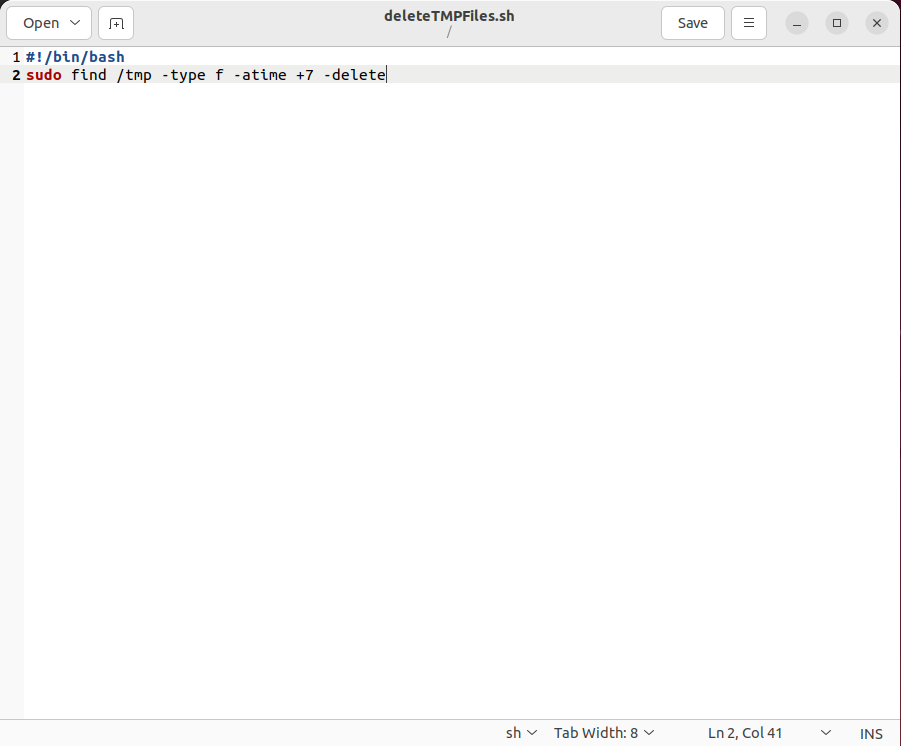 Open
deleteTMPFiles.sh
/
Save
1 #!/bin/bash
2 sudo find /tmp -type f -atime +7 -delete
sh
Tab Width: 8
Ln 2, Col 41
INS